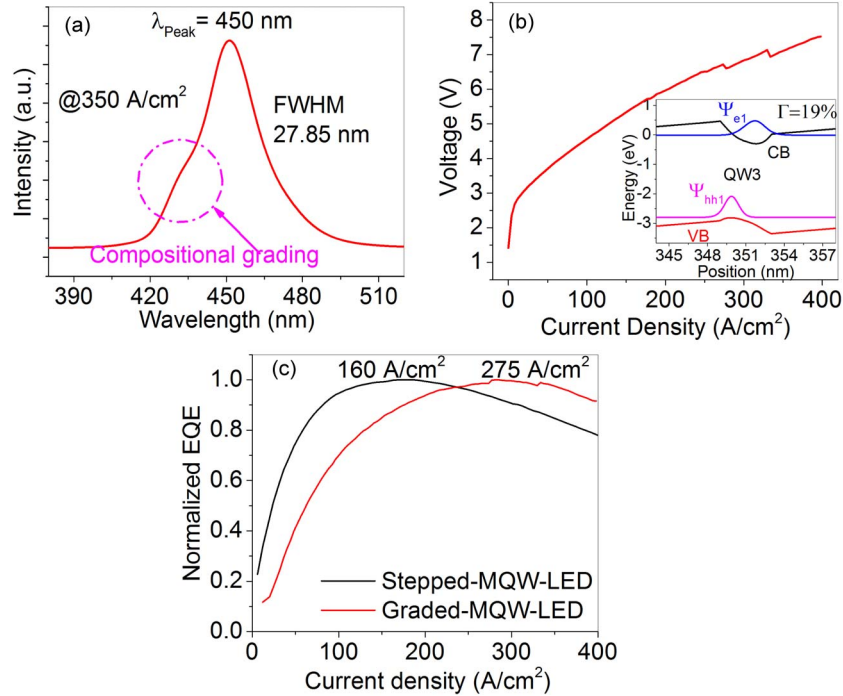 (a)
λPeak= 450 nm
@350 A/cm²
FWHM
27.85 nm
Compositional grading
Intensity (a.u.)
390 420 450 480 510
Wavelength (nm)
(b)
8
7
6
5
4
3
2
1
Voltage (V)
0 100 200 300 400
Current Density (A/cm²)
Ψe1
Γ=19%
1
0
-1
-2
-3
Energy (eV)
CB
QW3
Ψhh1
VB
345 348 351 354 357
Position (nm)
(c)
160 A/cm²
275 A/cm²
1.0
0.8
0.6
0.4
0.2
0.0
Normalized EQE
Stepped-MQW-LED
Graded-MQW-LED
0 100 200 300 400
Current density (A/cm²)